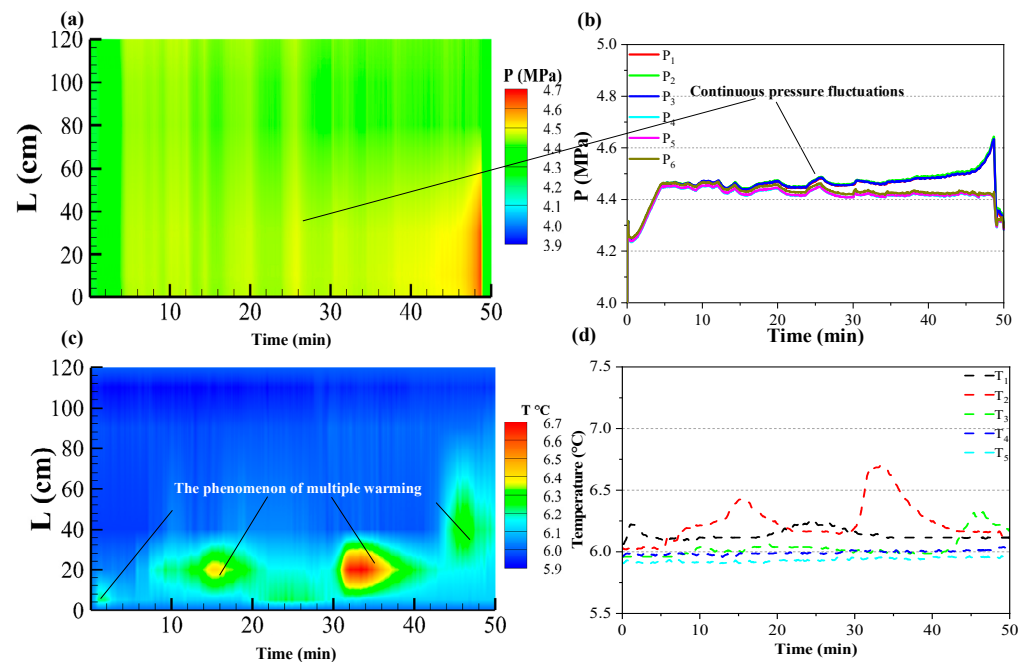 (a)
120
100
80
60
40
20
0
L (cm)
0
10
20
30
40
50
Time (min)
P (MPa)
4.7
4.6
4.5
4.4
4.3
4.2
4.1
4.0
3.9
(b)
5.0
4.8
4.6
4.4
4.2
4.0
P (MPa)
P1
P2
P3
P4
P5
P6
Continuous pressure fluctuations
0
10
20
30
40
50
Time (min)
(c)
120
100
80
60
40
20
0
L (cm)
The phenomenon of multiple warming
10
20
30
40
50
Time (min)
T °C
6.7
6.6
6.5
6.4
6.3
6.2
6.1
6.0
5.9
(d)
7.5
7.0
6.5
6.0
5.5
Temperature (°C)
T1
T2
T3
T4
T5
0
10
20
30
40
50
Time (min)